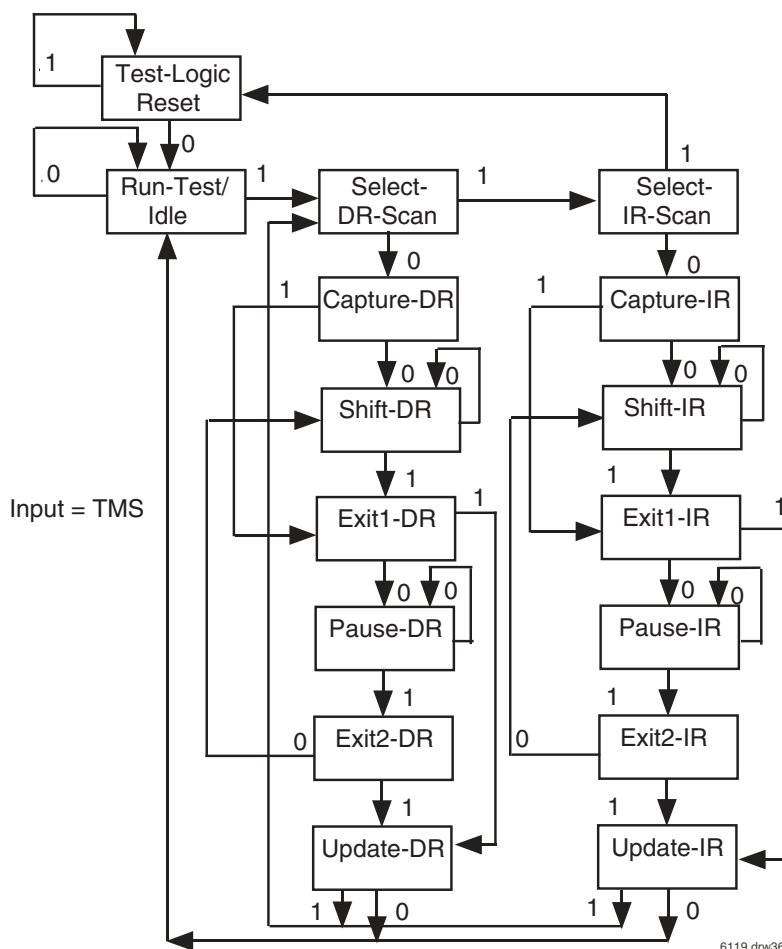 .1
Test-Logic
Reset
0
.0
Run-Test/
Idle
1
Select-
DR-Scan
1
Select-
IR-Scan
1
0
0
1
Capture-DR
1
Capture-IR
0
0
0
0
Shift-DR
Shift-IR
1
1
Input = TMS
Exit1-DR
1
Exit1-IR
1
0
0
0
0
Pause-DR
Pause-IR
1
1
0
Exit2-DR
0
Exit2-IR
1
1
Update-DR
Update-IR
1
0
1
0